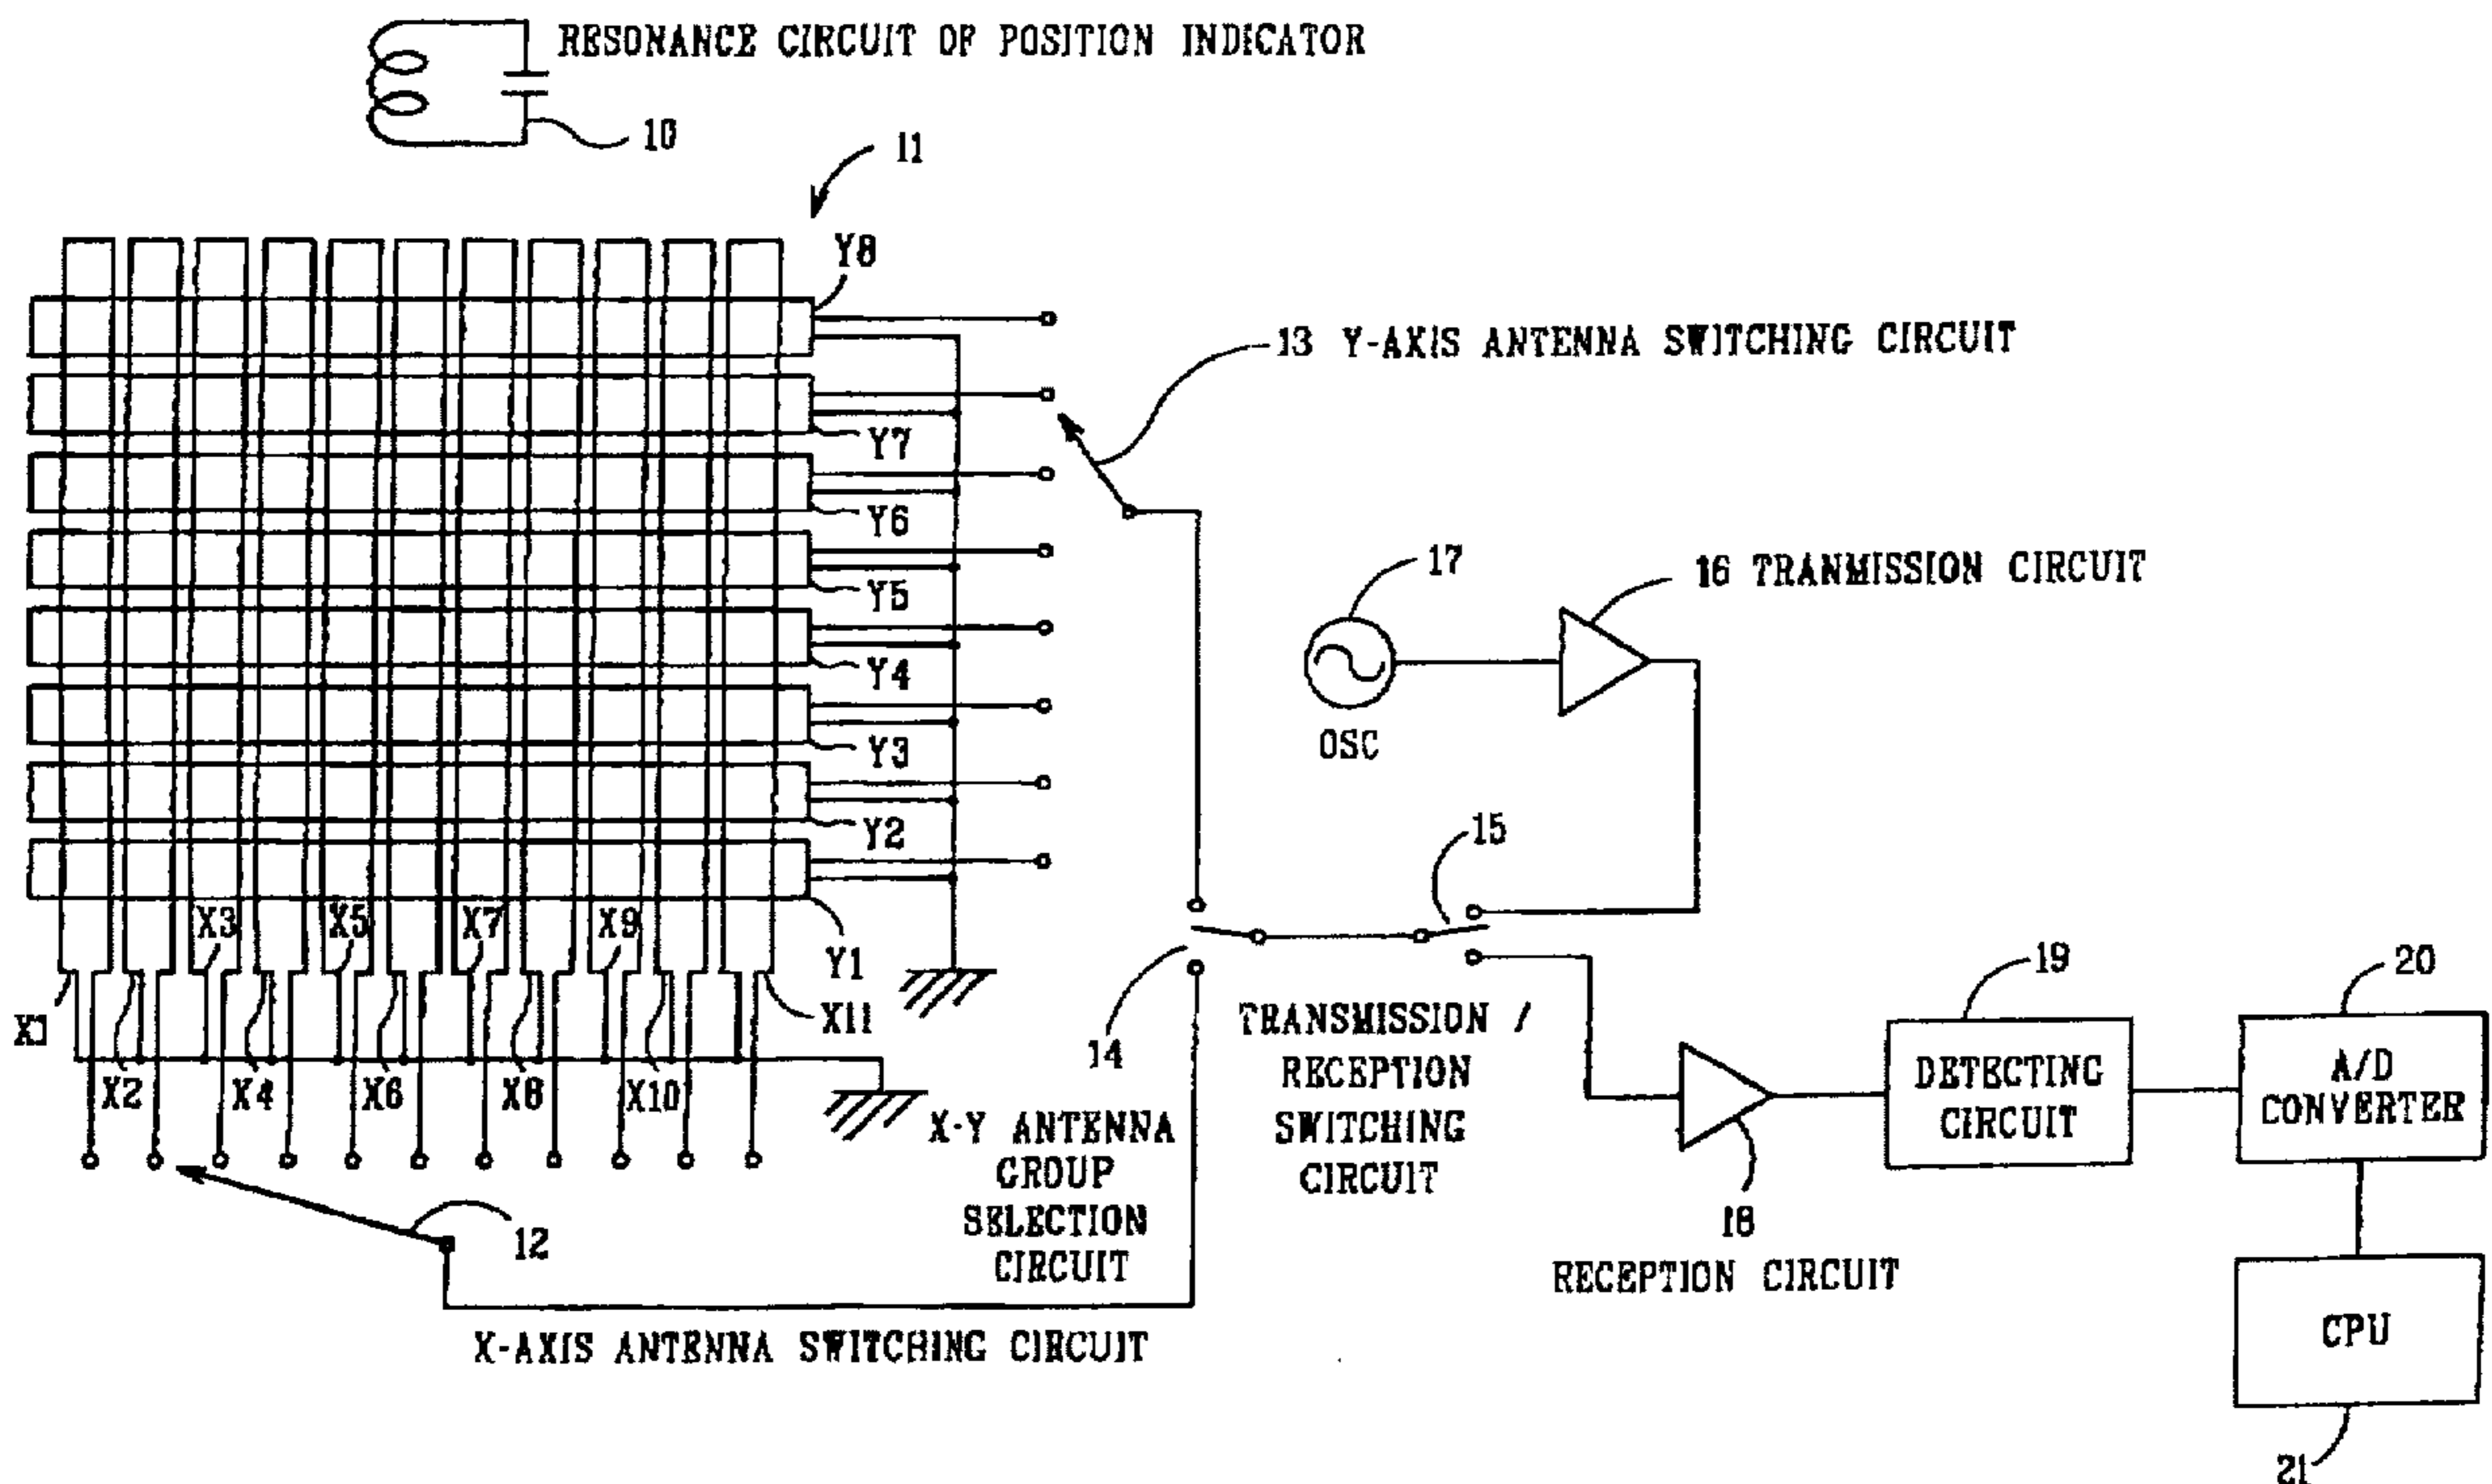 RESONANCE CIRCUIT OF POSITION INDICATOR
10
11
Y8
13 Y-AXIS ANTENNA SWITCHING CIRCUIT
Y7
Y6
17
16 TRANMISSION CIRCUIT
Y5
Y4
OSC
Y3
Y2
15
X3
X5
X7
X9
Y1
19
20
X1
X11
14
TRANSMISSION /
RECEPTION
SWITCHING
CIRCUIT
X2
X4
X6
X8
X10
DETECTING
CIRCUIT
A/D
CONVERTER
X-Y ANTENNA
GROUP
SELECTION
CIRCUIT
12
18
RECEPTION CIRCUIT
CPU
X-AXIS ANTENNA SWITCHING CIRCUIT
21